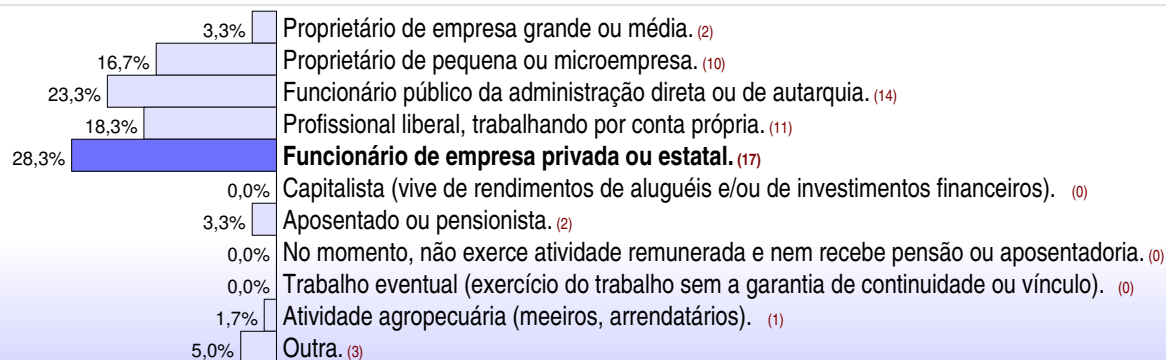 3,3% Proprietário de empresa grande ou média. (2)
16,7% Proprietário de pequena ou microempresa. (10)
23,3% Funcionário público da administração direta ou de autarquia. (14)
18,3% Profissional liberal, trabalhando por conta própria. (11)
28,3% Funcionário de empresa privada ou estatal. (17)
0,0% Capitalista (vive de rendimentos de aluguéis e/ou de investimentos financeiros). (0)
3,3% Aposentado ou pensionista. (2)
0,0% No momento, não exerce atividade remunerada e nem recebe pensão ou aposentadoria. (0)
0,0% Trabalho eventual (exercício do trabalho sem a garantia de continuidade ou vínculo). (0)
1,7% Atividade agropecuária (meeiros, arrendatários). (1)
5,0% Outra. (3)